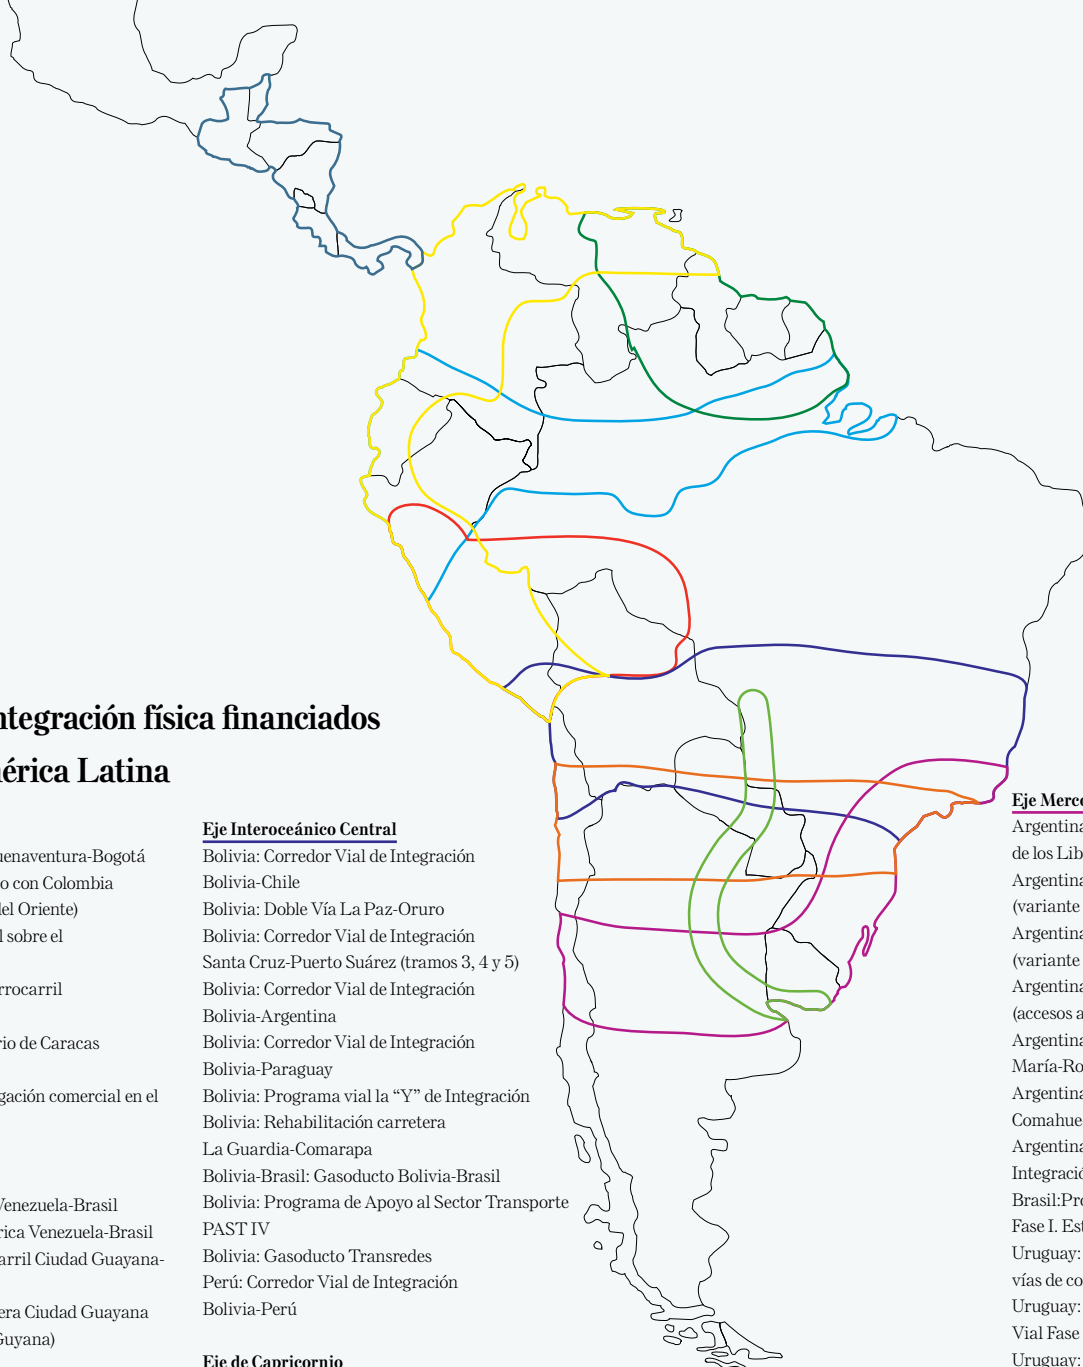 ntegración física financiados
érica Latina
uenaventura-Bogotá
o con Colombia
del Oriente)
l sobre el
rrocarril
rio de Caracas
gación comercial en el
Venezuela-Brasil
rica Venezuela-Brasil
arril Ciudad Guayana-
era Ciudad Guayana
Guyana)
Eje Interoceánico Central
Bolivia: Corredor Vial de Integración
Bolivia-Chile
Bolivia: Doble Vía La Paz-Oruro
Bolivia: Corredor Vial de Integración
Santa Cruz-Puerto Suárez (tramos 3, 4 y 5)
Bolivia: Corredor Vial de Integración
Bolivia-Argentina
Bolivia: Corredor Vial de Integración
Bolivia-Paraguay
Bolivia: Programa vial la “Y” de Integración
Bolivia: Rehabilitación carretera
La Guardia-Comarapa
Bolivia-Brasil: Gasoducto Bolivia-Brasil
Bolivia: Programa de Apoyo al Sector Transporte
PAST IV
Bolivia: Gasoducto Transredes
Perú: Corredor Vial de Integración
Bolivia-Perú
Eje de Capricornio
Eje Merco
Argentina
de los Lib
Argentina
(variante
Argentina
(variante
Argentina
(accesos a
Argentina
María-Ro
Argentina
Comahue
Argentina
Integració
Brasil:Pro
Fase I. Est
Uruguay:
vías de co
Uruguay:
Vial Fase
Uruguay: